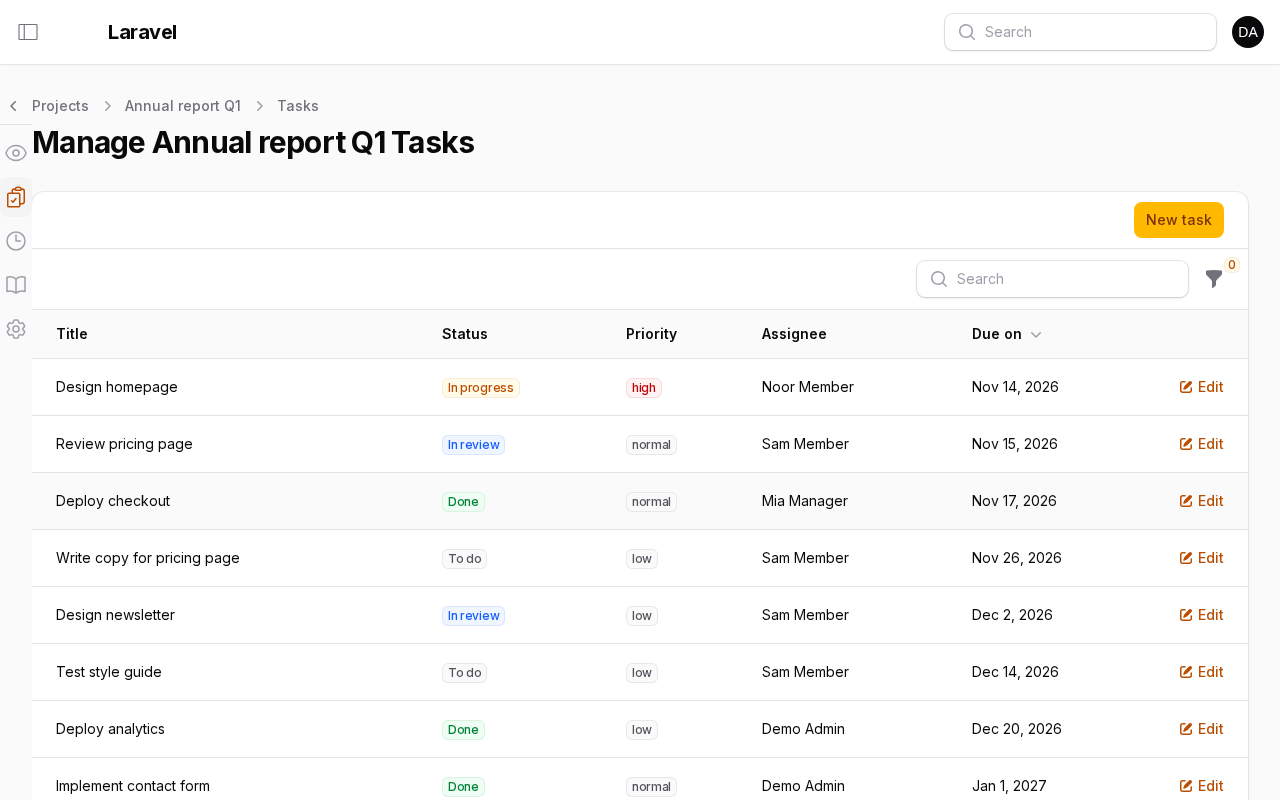 Laravel
Search
DA
Projects
Annual report Q1
Tasks
Manage Annual report Q1 Tasks
New task
Search
0
Title Status Priority Assignee Due on
Design homepage In progress high Noor Member Nov 14, 2026 Edit
Review pricing page In review normal Sam Member Nov 15, 2026 Edit
Deploy checkout Done normal Mia Manager Nov 17, 2026 Edit
Write copy for pricing page To do low Sam Member Nov 26, 2026 Edit
Design newsletter In review low Sam Member Dec 2, 2026 Edit
Test style guide To do low Sam Member Dec 14, 2026 Edit
Deploy analytics Done low Demo Admin Dec 20, 2026 Edit
Implement contact form Done normal Demo Admin Jan 1, 2027 Edit